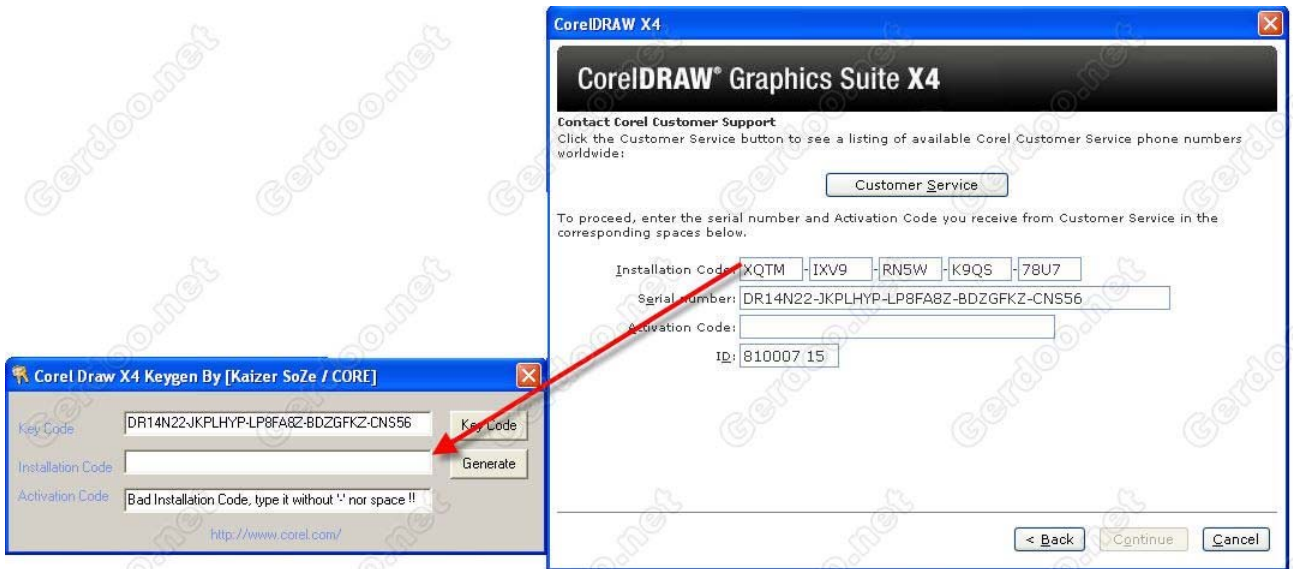 CorelDRAW X4
CorelDRAW® Graphics Suite X4
Contact Corel Customer Support
Click the Customer Service button to see a listing of available Corel Customer Service phone numbers
worldwide:
Customer Service
To proceed, enter the serial number and Activation Code you receive from Customer Service in the
corresponding spaces below.
Installation Code: XQTM - IXV9 - RN5W - K9QS - 78U7
Serial number: DR14N22-JKPLHYP-LP8FA8Z-BDZGFKZ-CNS56
Activation Code:
ID: 810007 15
< Back Continue Cancel
Corel Draw X4 Keygen By [Kaizer SoZe / CORE]
Key Code DR14N22-JKPLHYP-LP8FA8Z-BDZGFKZ-CNS56 Key Code
Installation Code Generate
Activation Code Bad Installation Code, type it without '-' nor space !!
http://www.corel.com/
Gerdoo.net